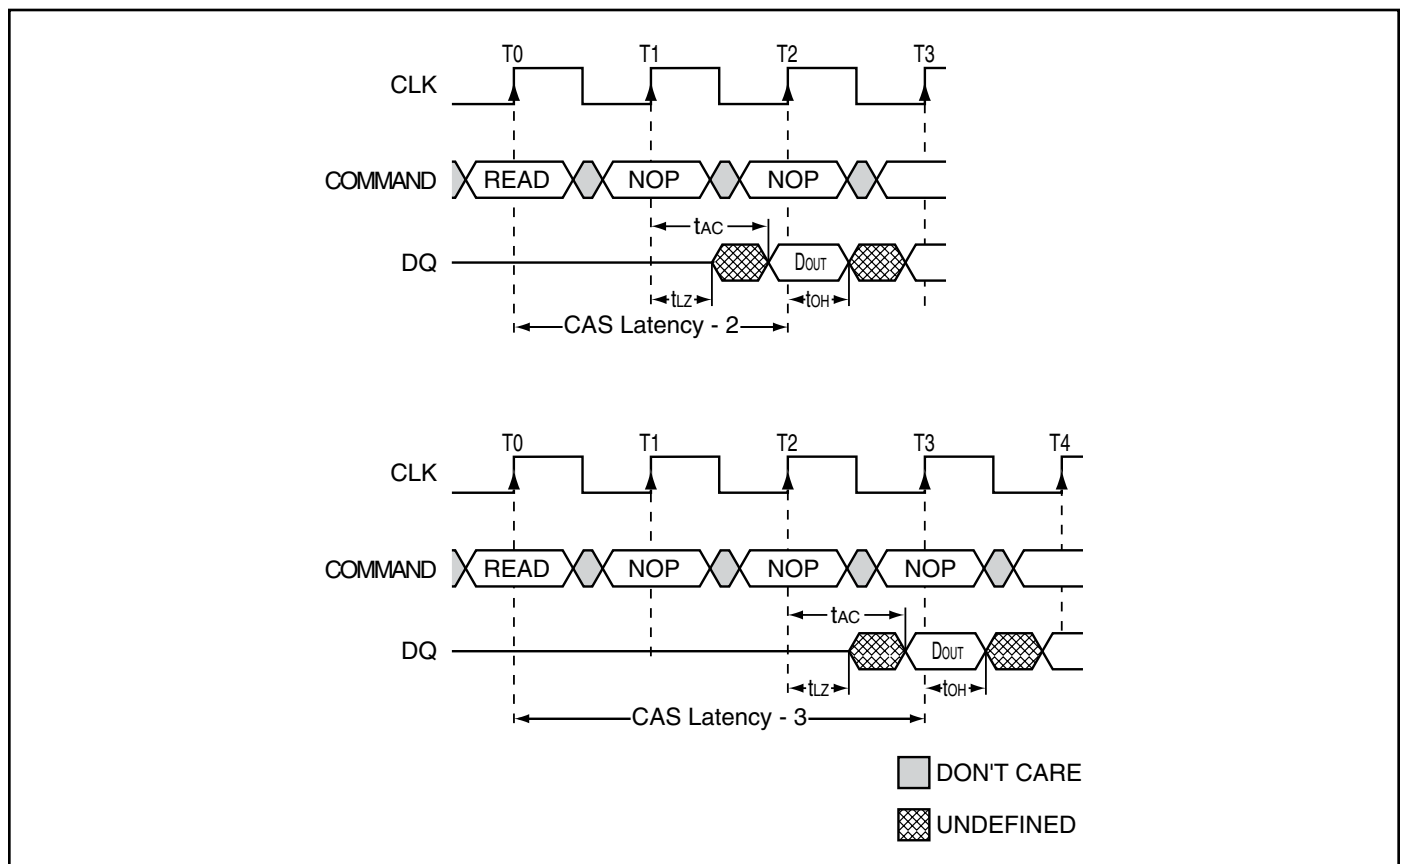 T0 T1 T2 T3
CLK
COMMAND READ NOP NOP
tAC
DQ DOUT
tLZ tOH
CAS Latency - 2
T0 T1 T2 T3 T4
CLK
COMMAND READ NOP NOP NOP
tAC
DQ DOUT
tLZ tOH
CAS Latency - 3
DON'T CARE
UNDEFINED